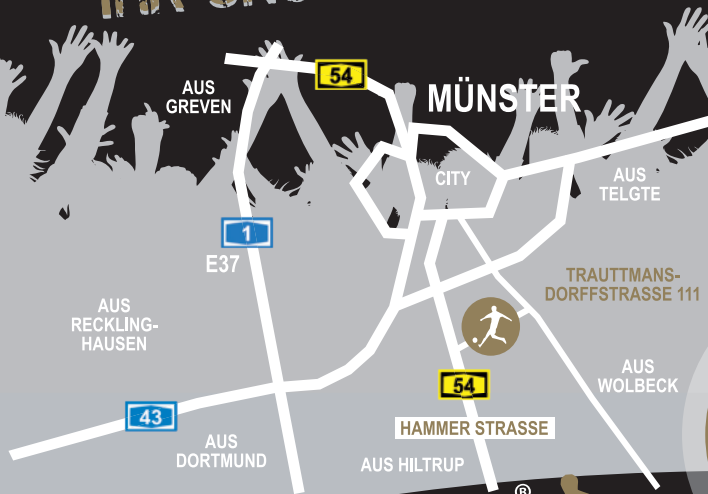 54
AUS
GREVEN
MÜNSTER
CITY
AUS
TELGTE
1
E37
TRAUTTMANS-
DORFFSTRASSE 111
AUS
RECKLING-
HAUSEN
AUS
WOLBECK
54
43
HAMMER STRASSE
AUS
DORTMUND
AUS HILTRUP
®